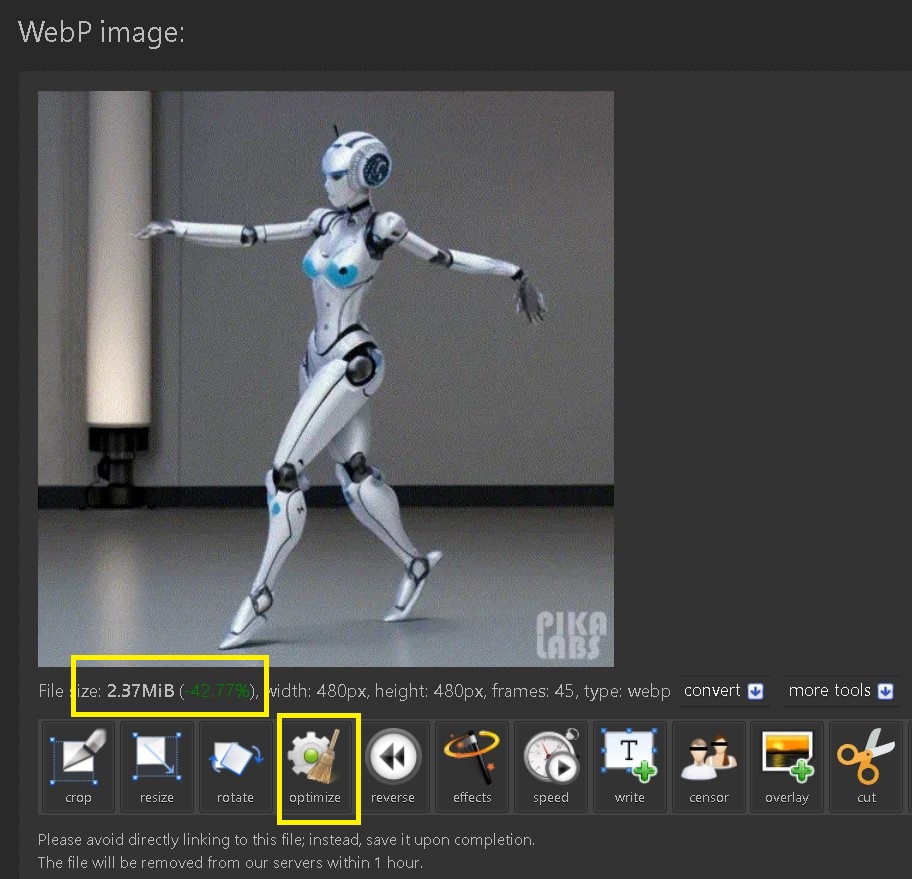 WebP image:
PIKA
LABS
File size: 2.37MiB (-42.77%), width: 480px, height: 480px, frames: 45, type: webp convert more tools
crop resize rotate optimize reverse effects speed write censor overlay cut
Please avoid directly linking to this file; instead, save it upon completion.
The file will be removed from our servers within 1 hour.